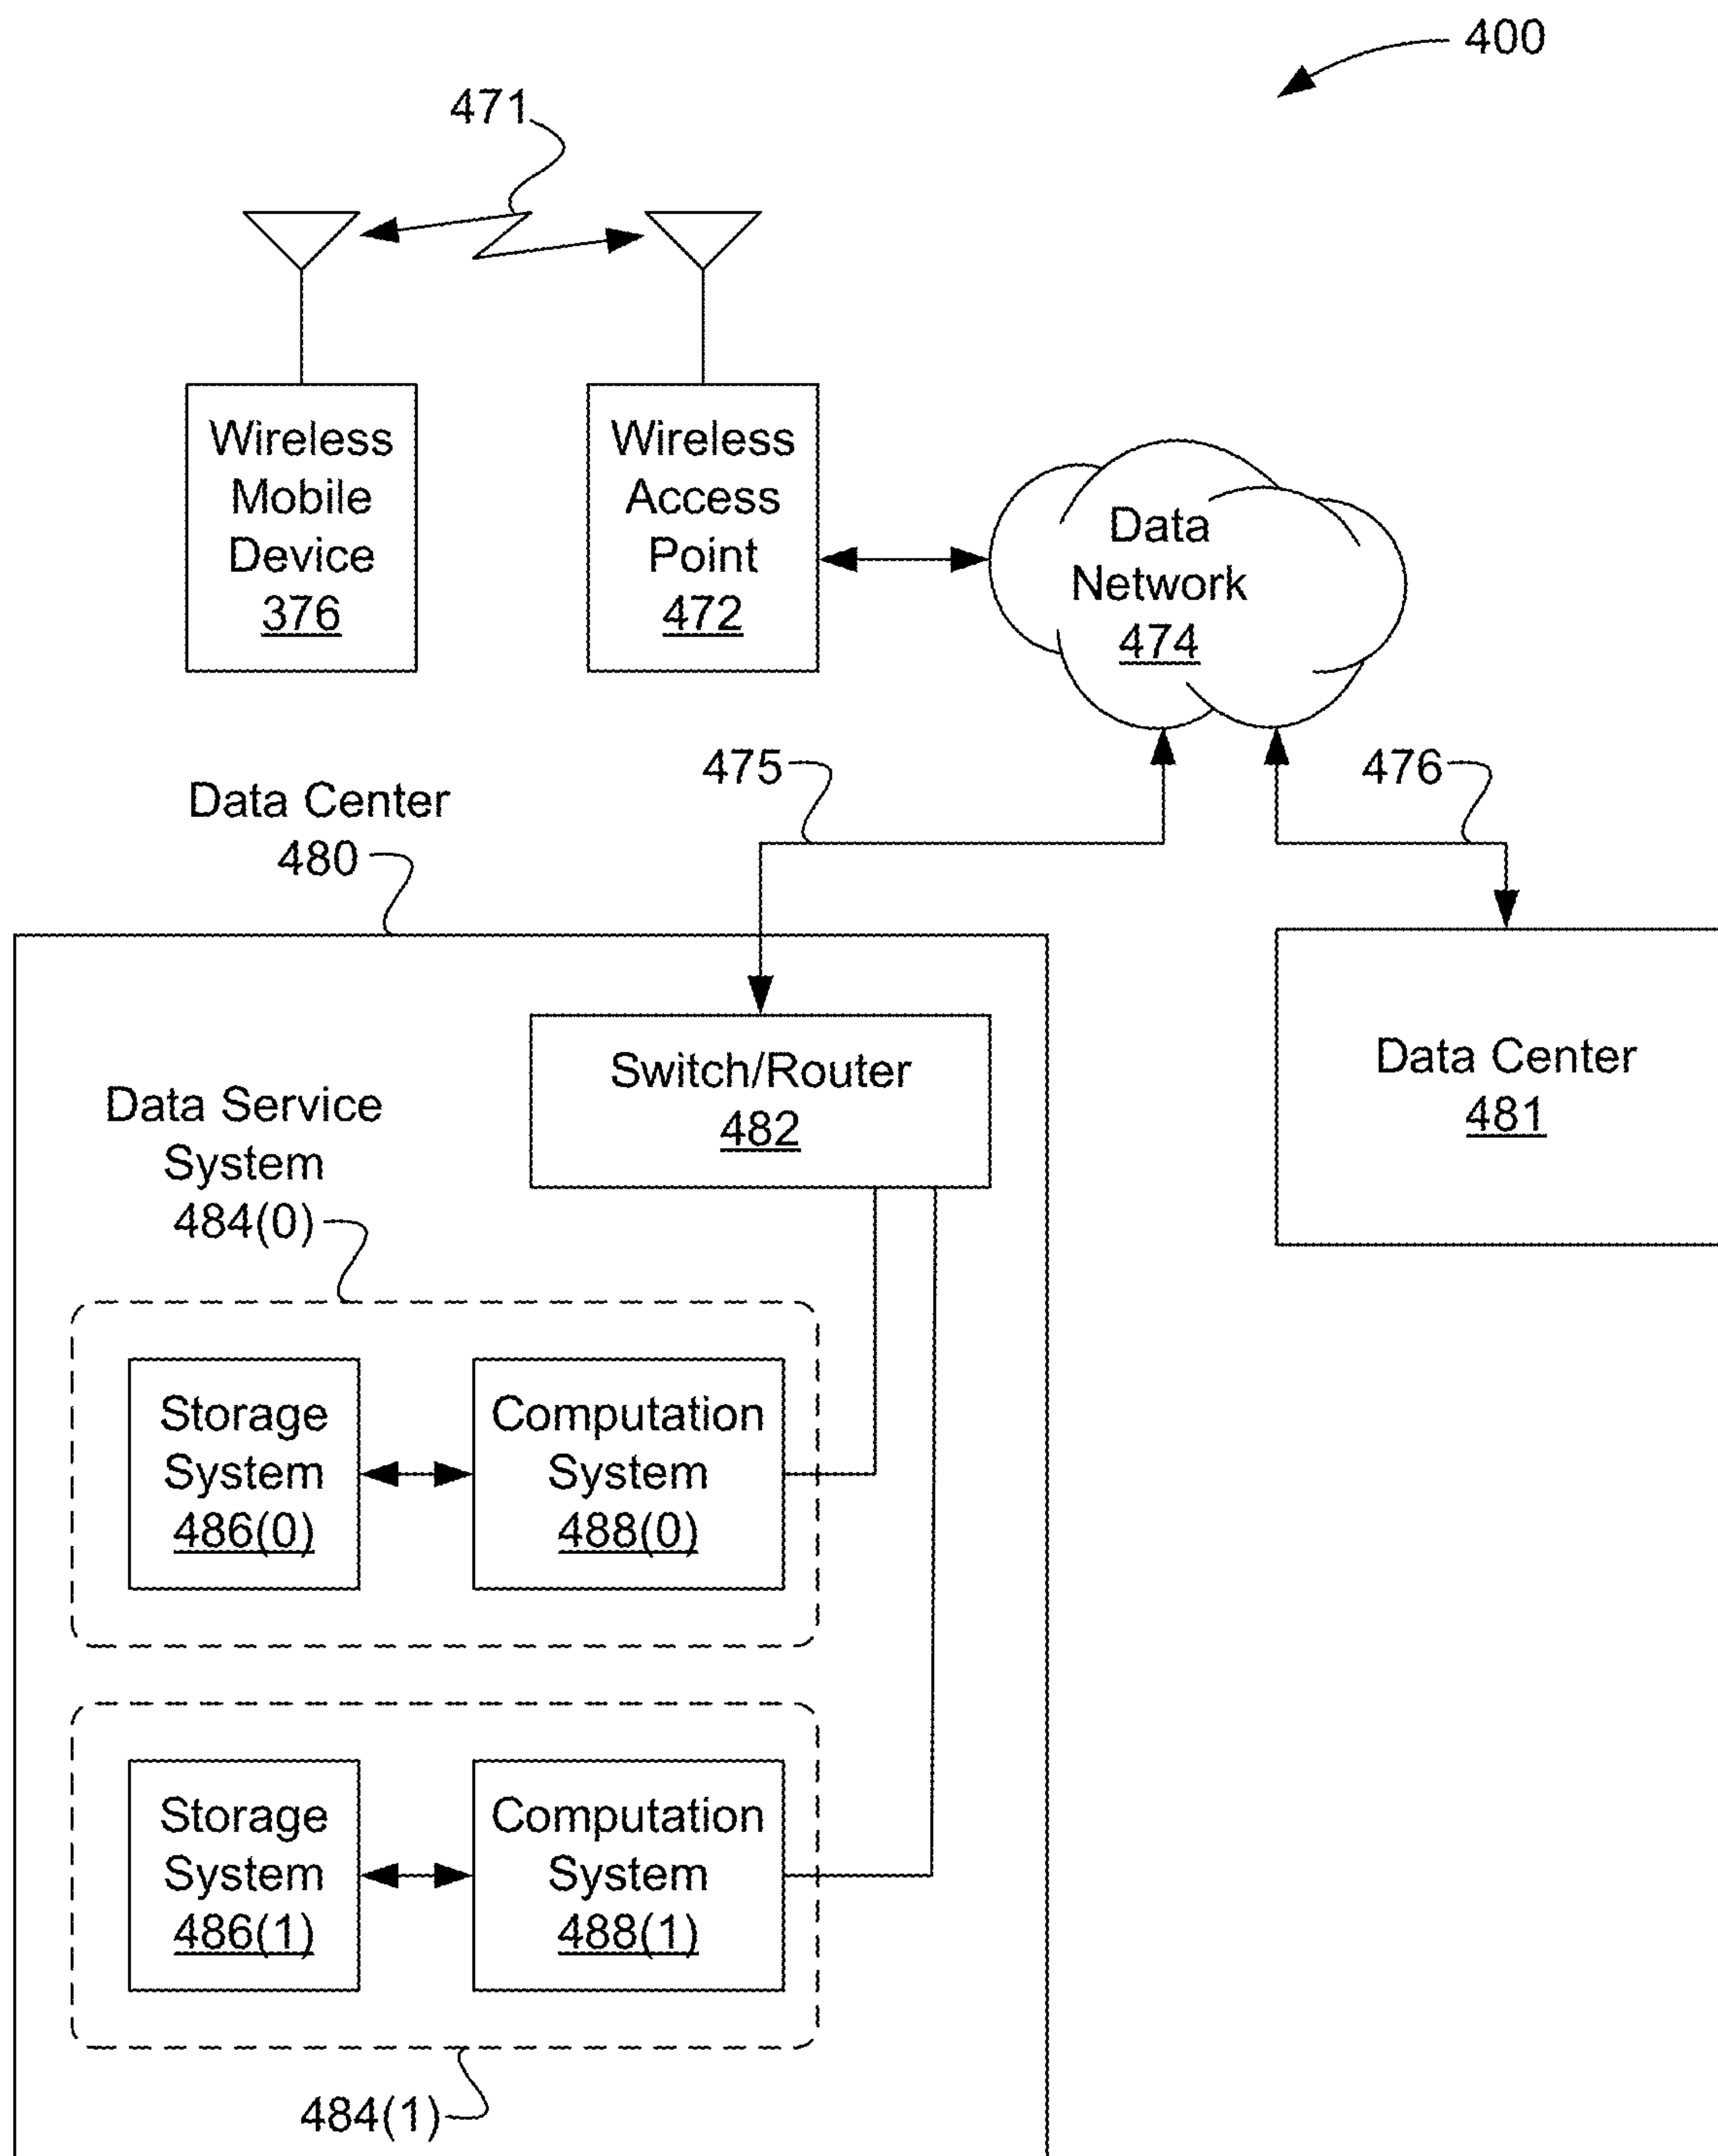 400
471
Wireless
Mobile
Device
376
Wireless
Access
Point
472
Data
Network
474
475
476
Data Center
480
Switch/Router
482
Data Center
481
Data Service
System
484(0)
Storage
System
486(0)
Computation
System
488(0)
Storage
System
486(1)
Computation
System
488(1)
484(1)